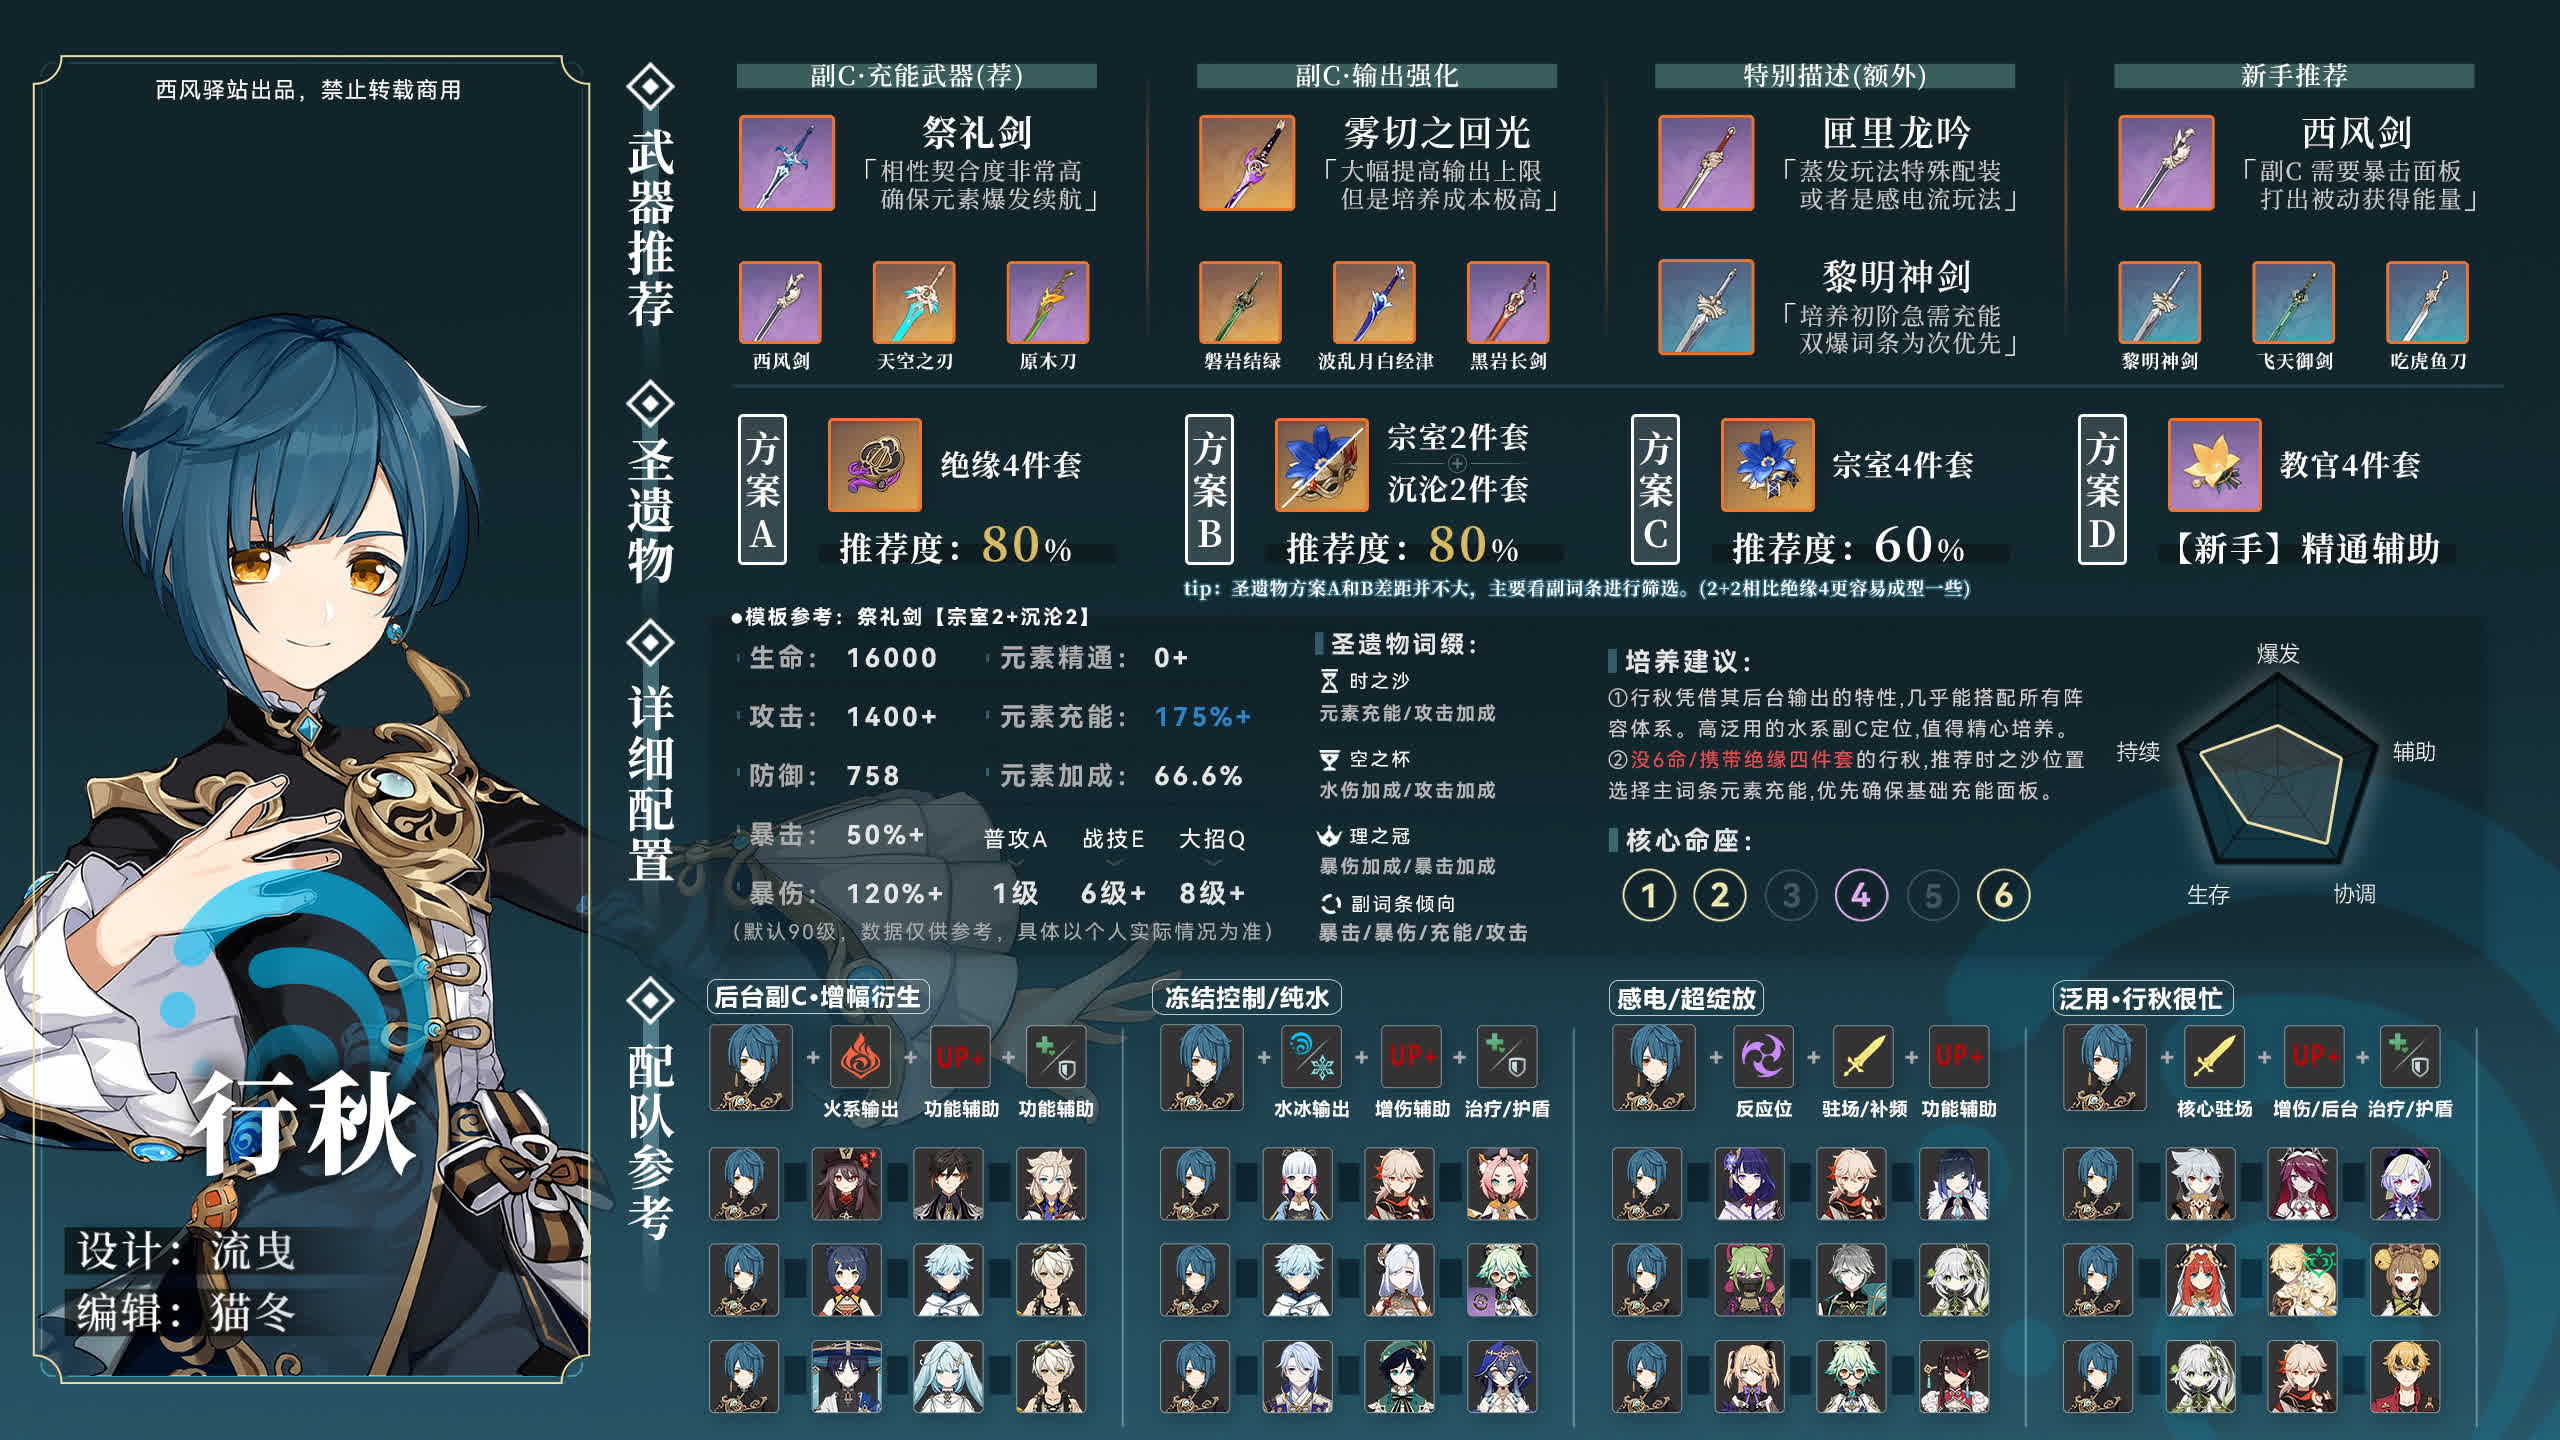 西风驿站出品，禁止转载商用
行秋
设计：流曳
编辑：猫冬
武器推荐
副C·充能武器(荐)
祭礼剑
「相性契合度非常高
确保元素爆发续航」
西风剑
天空之刃
原木刀
副C·输出强化
雾切之回光
「大幅提高输出上限
但是培养成本极高」
磐岩结绿
波乱月白经津
黑岩长剑
特别描述(额外)
匣里龙吟
「蒸发玩法特殊配装
或者是感电流玩法」
黎明神剑
「培养初阶急需充能
双爆词条为次优先」
新手推荐
西风剑
「副C 需要暴击面板
打出被动获得能量」
黎明神剑
飞天御剑
吃虎鱼刀
圣遗物
方案A
绝缘4件套
推荐度：80%
方案B
宗室2件套
沉沦2件套
推荐度：80%
方案C
宗室4件套
推荐度：60%
方案D
教官4件套
【新手】精通辅助
tip：圣遗物方案A和B差距并不大，主要看副词条进行筛选。(2+2相比绝缘4更容易成型一些)
详细配置
●模板参考：祭礼剑【宗室2+沉沦2】
生命：16000
元素精通：0+
攻击：1400+
元素充能：175%+
防御：758
元素加成：66.6%
暴击：50%+
普攻A 战技E 大招Q
暴伤：120%+
1级 6级+ 8级+
(默认90级，数据仅供参考，具体以个人实际情况为准)
圣遗物词缀：
时之沙
元素充能/攻击加成
空之杯
水伤加成/攻击加成
理之冠
暴伤加成/暴击加成
副词条倾向
暴击/暴伤/充能/攻击
培养建议：
①行秋凭借其后台输出的特性,几乎能搭配所有阵
容体系。高泛用的水系副C定位,值得精心培养。
②没6命/携带绝缘四件套的行秋,推荐时之沙位置
选择主词条元素充能,优先确保基础充能面板。
核心命座：
1 2 3 4 5 6
爆发
辅助
协调
生存
持续
配队参考
后台副C•增幅衍生
+ + UP+ +
火系输出 功能辅助 功能辅助
冻结控制/纯水
+ + UP+ +
水冰输出 增伤辅助 治疗/护盾
感电/超绽放
+ + + UP+
反应位 驻场/补频 功能辅助
泛用•行秋很忙
+ + UP+ +
核心驻场 增伤/后台 治疗/护盾